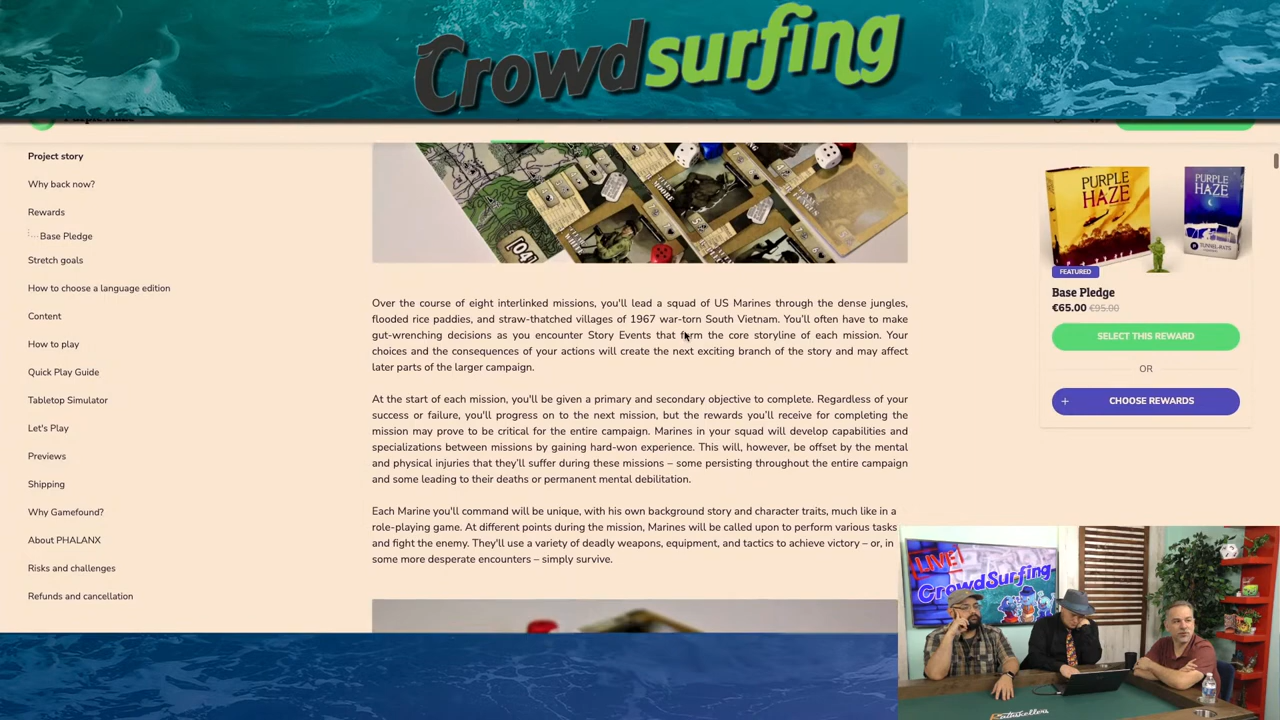 Crowdsurfing
Purple Haze
Project story
Why back now?
Rewards
Base Pledge
Stretch goals
How to choose a language edition
Content
How to play
Quick Play Guide
Tabletop Simulator
Let's Play
Previews
Shipping
Why Gamefound?
About PHALANX
Risks and challenges
Refunds and cancellation
Over the course of eight interlinked missions, you'll lead a squad of US Marines through the dense jungles,
flooded rice paddies, and straw-thatched villages of 1967 war-torn South Vietnam. You'll often have to make
gut-wrenching decisions as you encounter Story Events that form the core storyline of each mission. Your
choices and the consequences of your actions will create the next exciting branch of the story and may affect
later parts of the larger campaign.
At the start of each mission, you'll be given a primary and secondary objective to complete. Regardless of your
success or failure, you'll progress on to the next mission, but the rewards you'll receive for completing the
mission may prove to be critical for the entire campaign. Marines in your squad will develop capabilities and
specializations between missions by gaining hard-won experience. This will, however, be offset by the mental
and physical injuries that they'll suffer during these missions – some persisting throughout the entire campaign
and some leading to their deaths or permanent mental debilitation.
Each Marine you'll command will be unique, with his own background story and character traits, much like in a
role-playing game. At different points during the mission, Marines will be called upon to perform various tasks
and fight the enemy. They'll use a variety of deadly weapons, equipment, and tactics to achieve victory – or, in
some more desperate encounters – simply survive.
PURPLE
HAZE
PURPLE
HAZE
TUNNEL RATS
FEATURED
Base Pledge
€65.00 €95.00
SELECT THIS REWARD
OR
+ CHOOSE REWARDS
LIVE!
CrowdSurfing